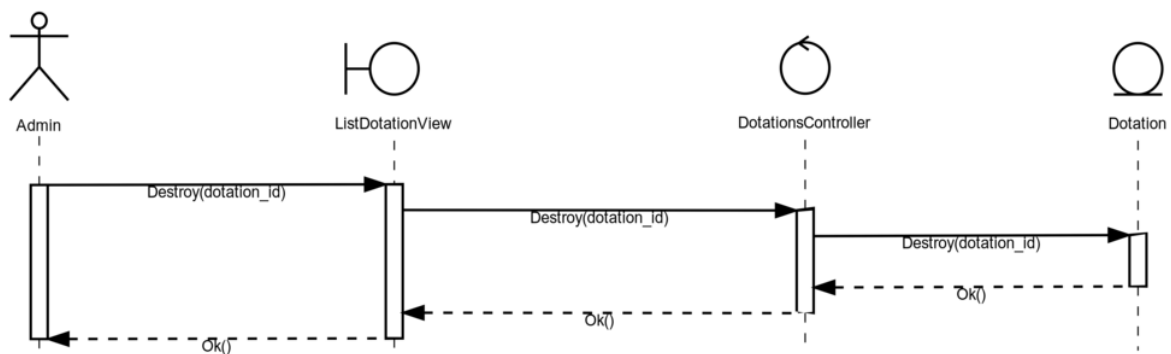 Admin
ListDotationView
DotationsController
Dotation
Destroy(dotation_id)
Destroy(dotation_id)
Destroy(dotation_id)
Ok()
Ok()
Ok()